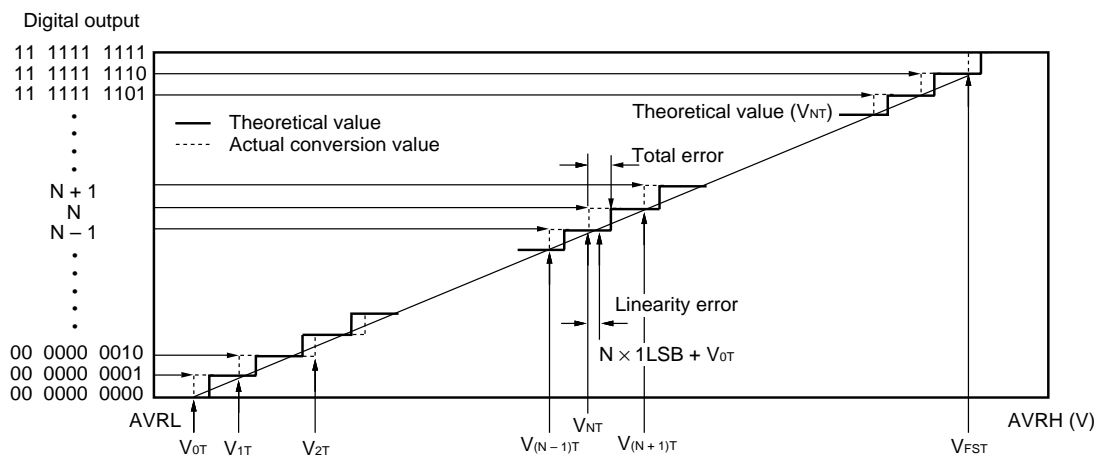 Digital output
11 1111 1111
11 1111 1110
11 1111 1101
Theoretical value (VNT)
Theoretical value
Actual conversion value
Total error
N + 1
N
N – 1
Linearity error
N × 1LSB + V0T
00 0000 0010
00 0000 0001
00 0000 0000
AVRL
AVRH (V)
V0T
V1T
V2T
V(N – 1)T
VNT
V(N + 1)T
VFST